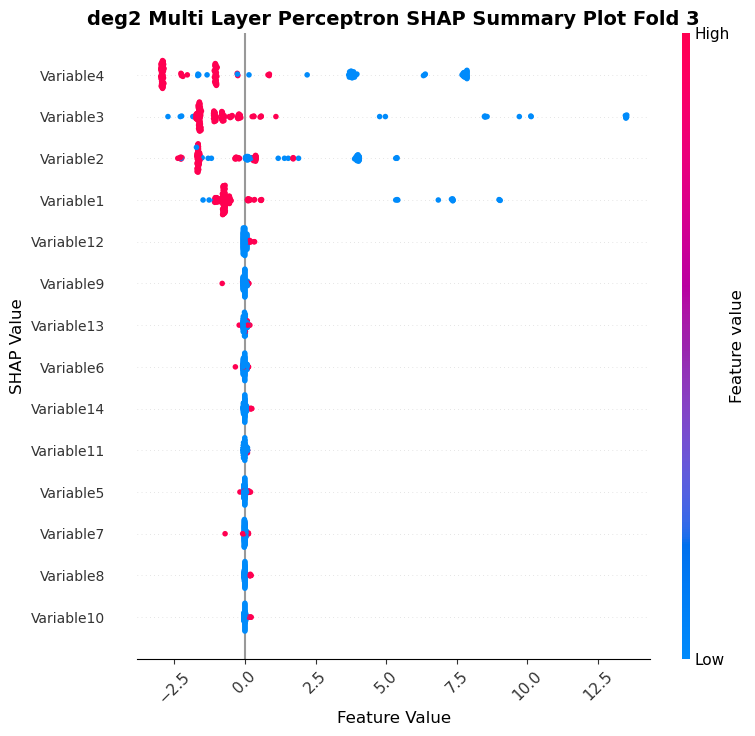 deg2 Multi Layer Perceptron SHAP Summary Plot Fold 3
High
Variable4
Variable3
Variable2
Variable1
Variable12
Variable9
Variable13
Variable6
Variable14
Variable11
Variable5
Variable7
Variable8
Variable10
SHAP Value
Feature value
Low
−2.5
0.0
2.5
5.0
7.5
10.0
12.5
Feature Value